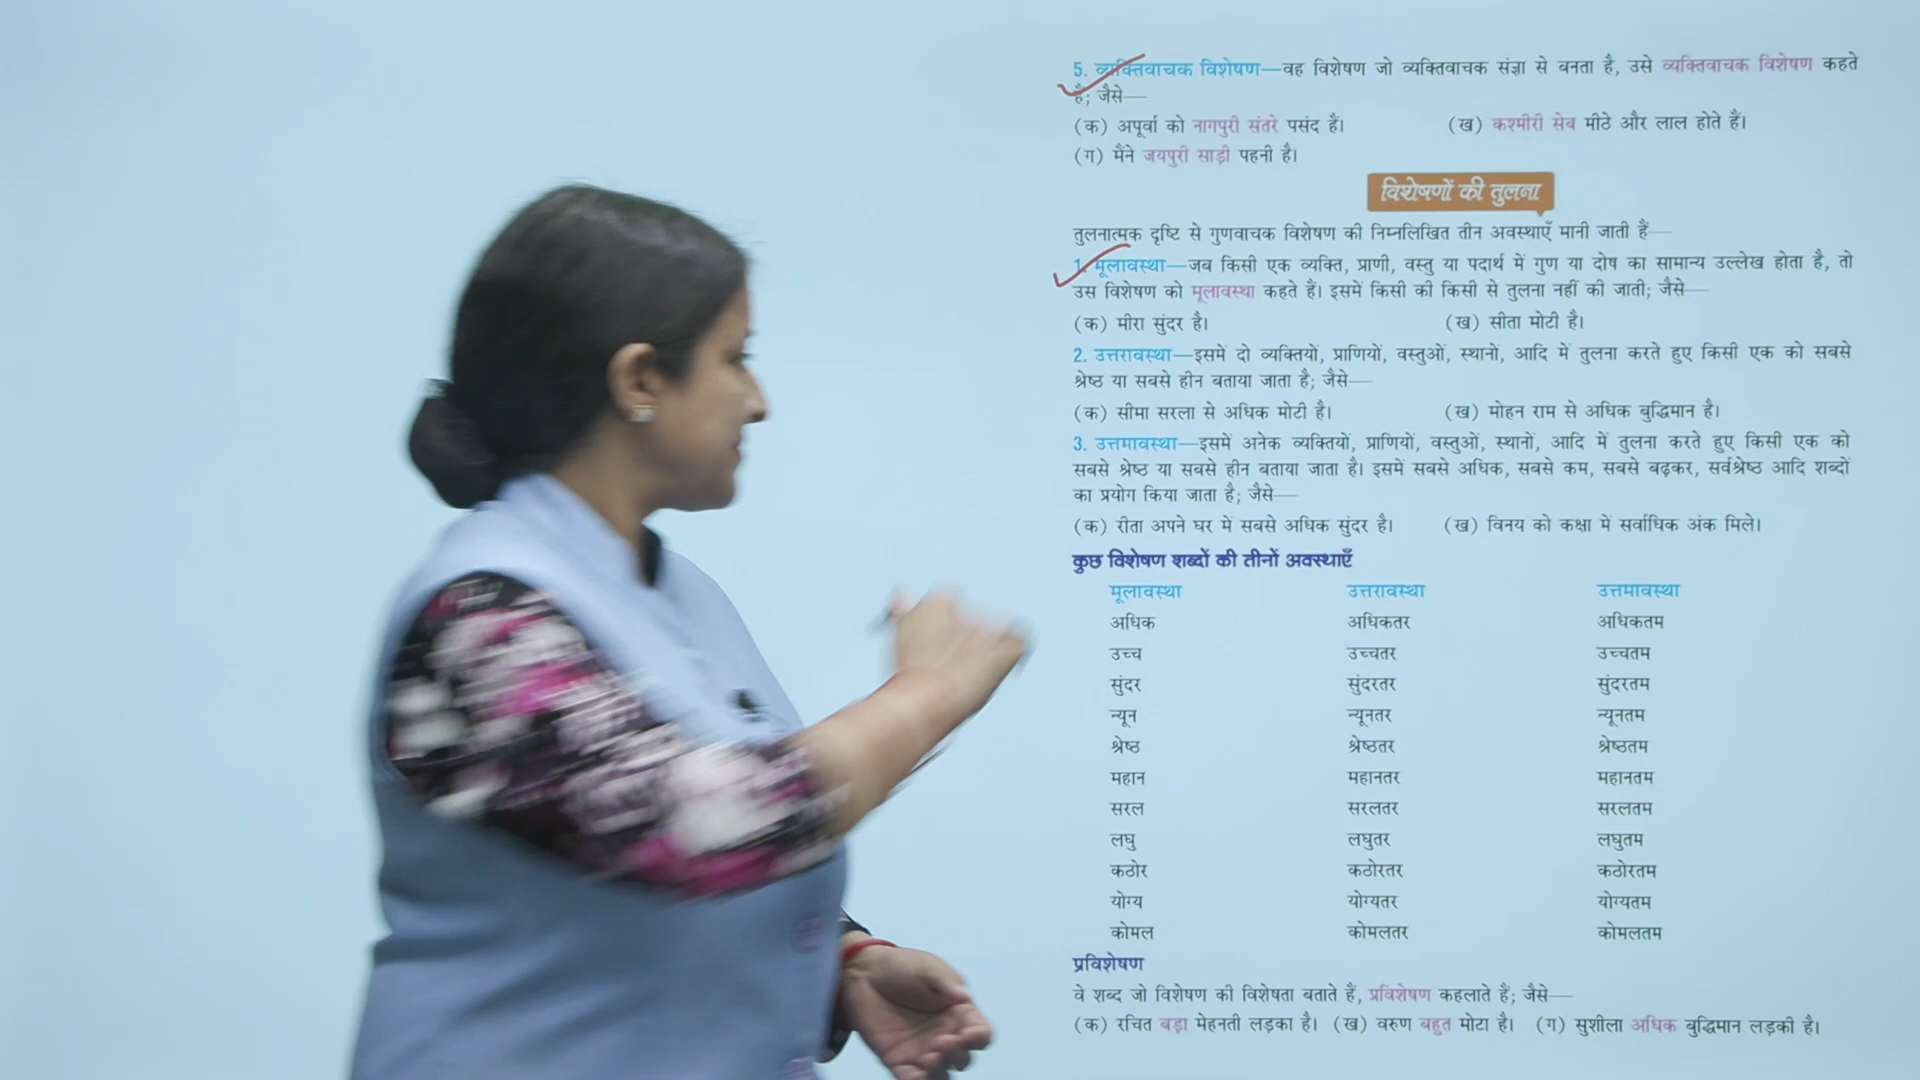 5. व्यक्तिवाचक विशेषण—वह विशेषण जो व्यक्तिवाचक संज्ञा से बनता है, उसे व्यक्तिवाचक विशेषण कहते
हैं; जैसे—
(क) अपूर्वा को नागपुरी संतरे पसंद हैं। (ख) कश्मीरी सेब मीठे और लाल होते हैं।
(ग) मैंने जयपुरी साड़ी पहनी है।
विशेषणों की तुलना
तुलनात्मक दृष्टि से गुणवाचक विशेषण की निम्नलिखित तीन अवस्थाएँ मानी जाती हैं—
1. मूलावस्था—जब किसी एक व्यक्ति, प्राणी, वस्तु या पदार्थ में गुण या दोष का सामान्य उल्लेख होता है, तो
उस विशेषण को मूलावस्था कहते हैं। इसमें किसी की किसी से तुलना नहीं की जाती; जैसे—
(क) मीरा सुंदर है। (ख) सीता मोटी है।
2. उत्तरावस्था—इसमें दो व्यक्तियों, प्राणियों, वस्तुओं, स्थानों, आदि में तुलना करते हुए किसी एक को सबसे
श्रेष्ठ या सबसे हीन बताया जाता है; जैसे—
(क) सीमा सरला से अधिक मोटी है। (ख) मोहन राम से अधिक बुद्धिमान है।
3. उत्तमावस्था—इसमें अनेक व्यक्तियों, प्राणियों, वस्तुओं, स्थानों, आदि में तुलना करते हुए किसी एक को
सबसे श्रेष्ठ या सबसे हीन बताया जाता है। इसमें सबसे अधिक, सबसे कम, सबसे बढ़कर, सर्वश्रेष्ठ आदि शब्दों
का प्रयोग किया जाता है; जैसे—
(क) रीता अपने घर में सबसे अधिक सुंदर है। (ख) विनय को कक्षा में सर्वाधिक अंक मिले।
कुछ विशेषण शब्दों की तीनों अवस्थाएँ
मूलावस्था उत्तरावस्था उत्तमावस्था
अधिक अधिकतर अधिकतम
उच्च उच्चतर उच्चतम
सुंदर सुंदरतर सुंदरतम
न्यून न्यूनतर न्यूनतम
श्रेष्ठ श्रेष्ठतर श्रेष्ठतम
महान महानतर महानतम
सरल सरलतर सरलतम
लघु लघुतर लघुतम
कठोर कठोरतर कठोरतम
योग्य योग्यतर योग्यतम
कोमल कोमलतर कोमलतम
प्रविशेषण
वे शब्द जो विशेषण की विशेषता बताते हैं, प्रविशेषण कहलाते हैं; जैसे—
(क) रचित बड़ा मेहनती लड़का है। (ख) वरुण बहुत मोटा है। (ग) सुशीला अधिक बुद्धिमान लड़की है।